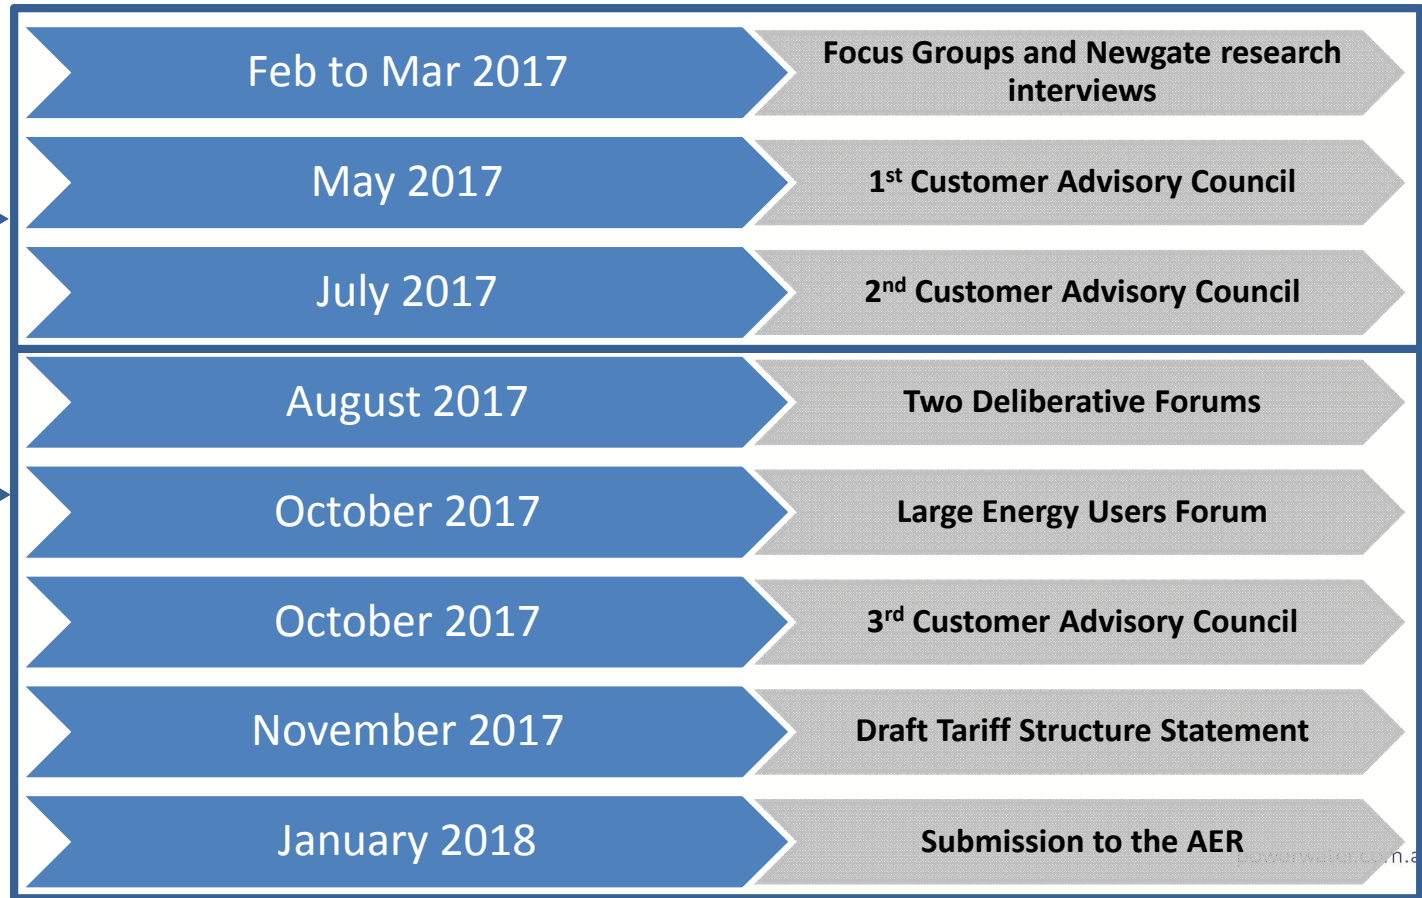 Feb to Mar 2017
Focus Groups and Newgate research
interviews
May 2017
1st Customer Advisory Council
July 2017
2nd Customer Advisory Council
August 2017
Two Deliberative Forums
October 2017
Large Energy Users Forum
October 2017
3rd Customer Advisory Council
November 2017
Draft Tariff Structure Statement
January 2018
Submission to the AER
powerwater.com.a